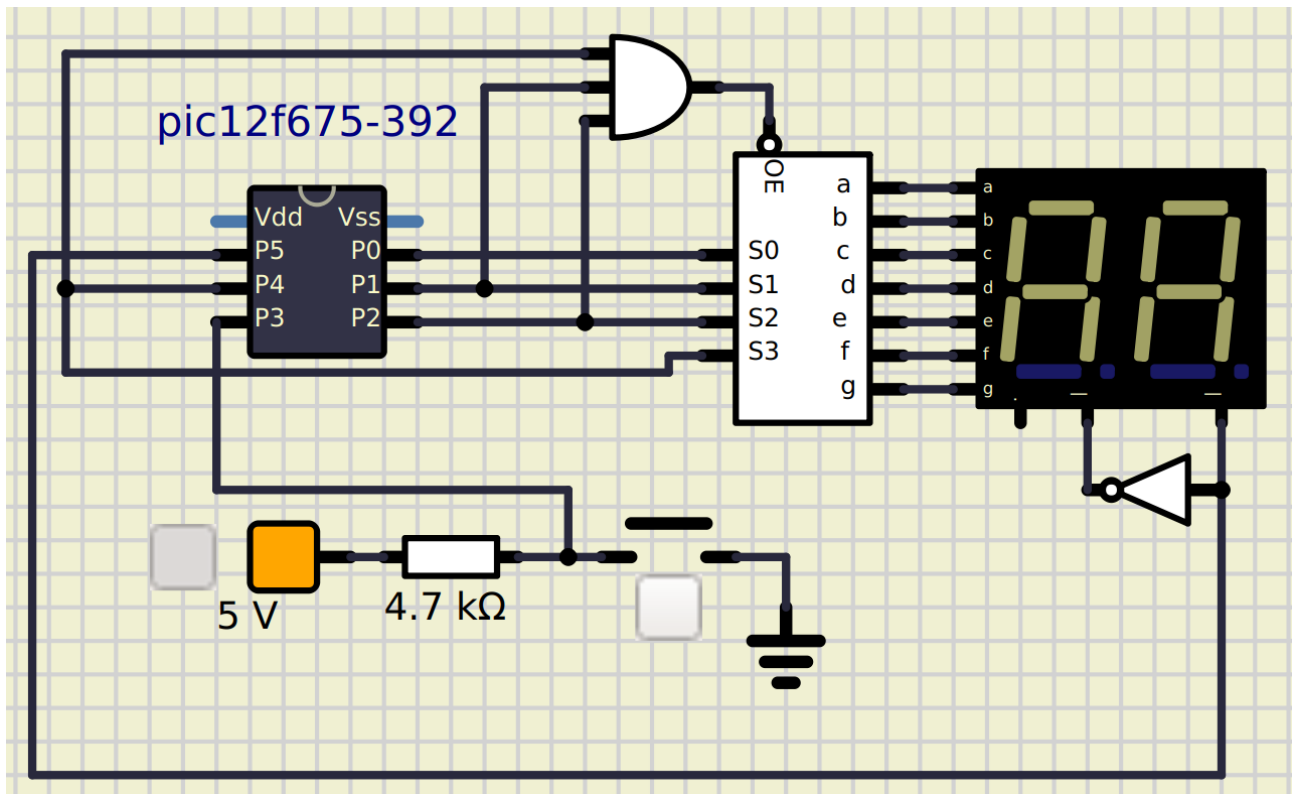 pic12f675-392
Vdd Vss
P5 P0
P4 P1
P3 P2
OE
S0
S1
S2
S3
a
b
c
d
e
f
g
a
b
c
d
e
f
g
5 V
4.7 kΩ